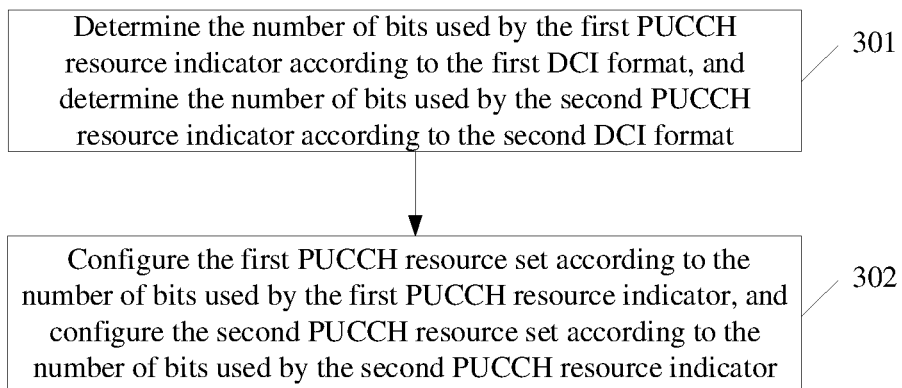 Determine the number of bits used by the first PUCCH
resource indicator according to the first DCI format, and
determine the number of bits used by the second PUCCH
resource indicator according to the second DCI format
301
Configure the first PUCCH resource set according to the
number of bits used by the first PUCCH resource indicator, and
configure the second PUCCH resource set according to the
number of bits used by the second PUCCH resource indicator
302